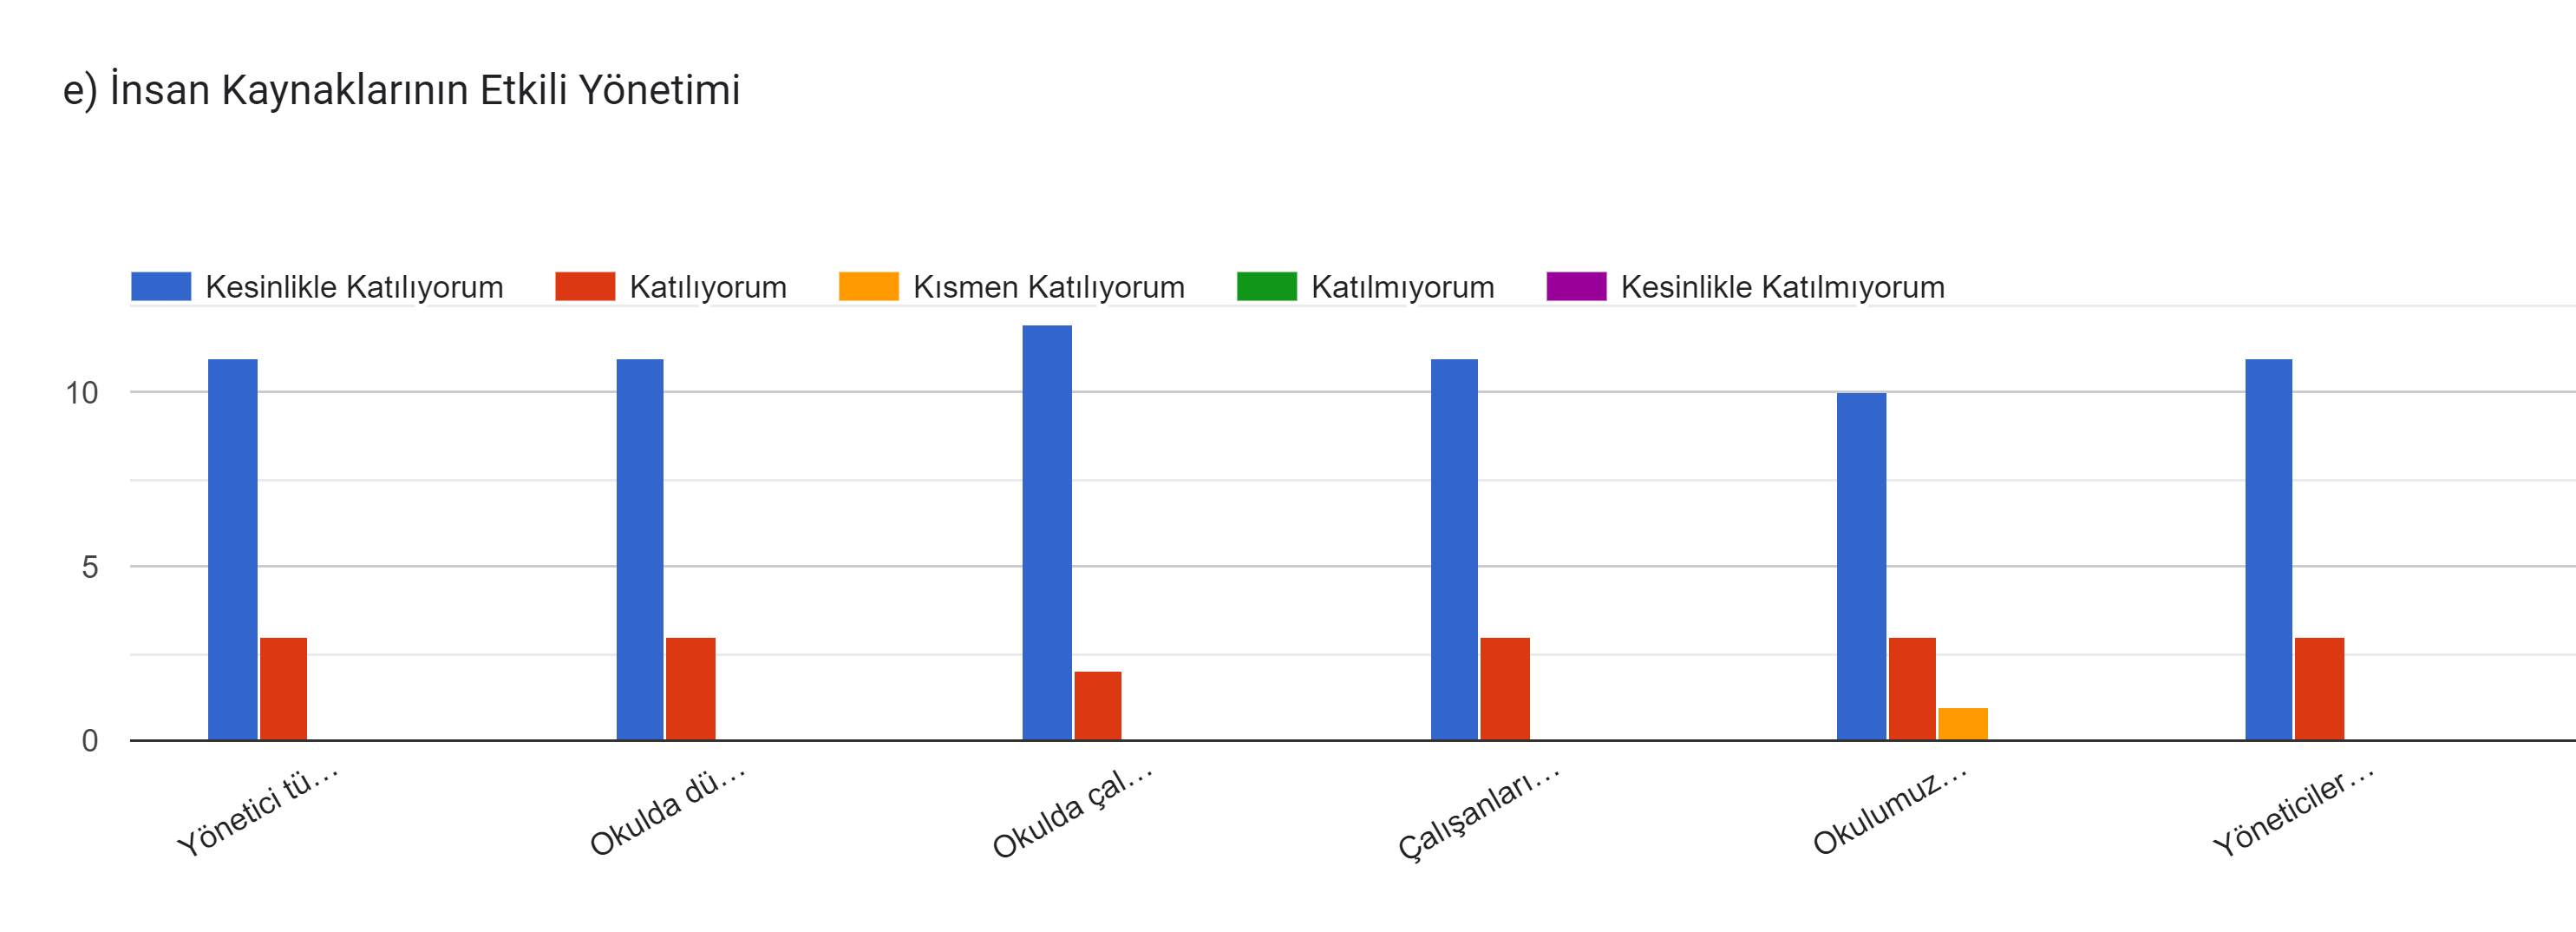 e) İnsan Kaynaklarının Etkili Yönetimi
Kesinlikle Katılıyorum Katılıyorum Kısmen Katılıyorum Katılmıyorum Kesinlikle Katılmıyorum
10
5
0
Yönetici tü…
Okulda dü…
Okulda çal…
Çalışanları…
Okulumuz…
Yöneticiler…